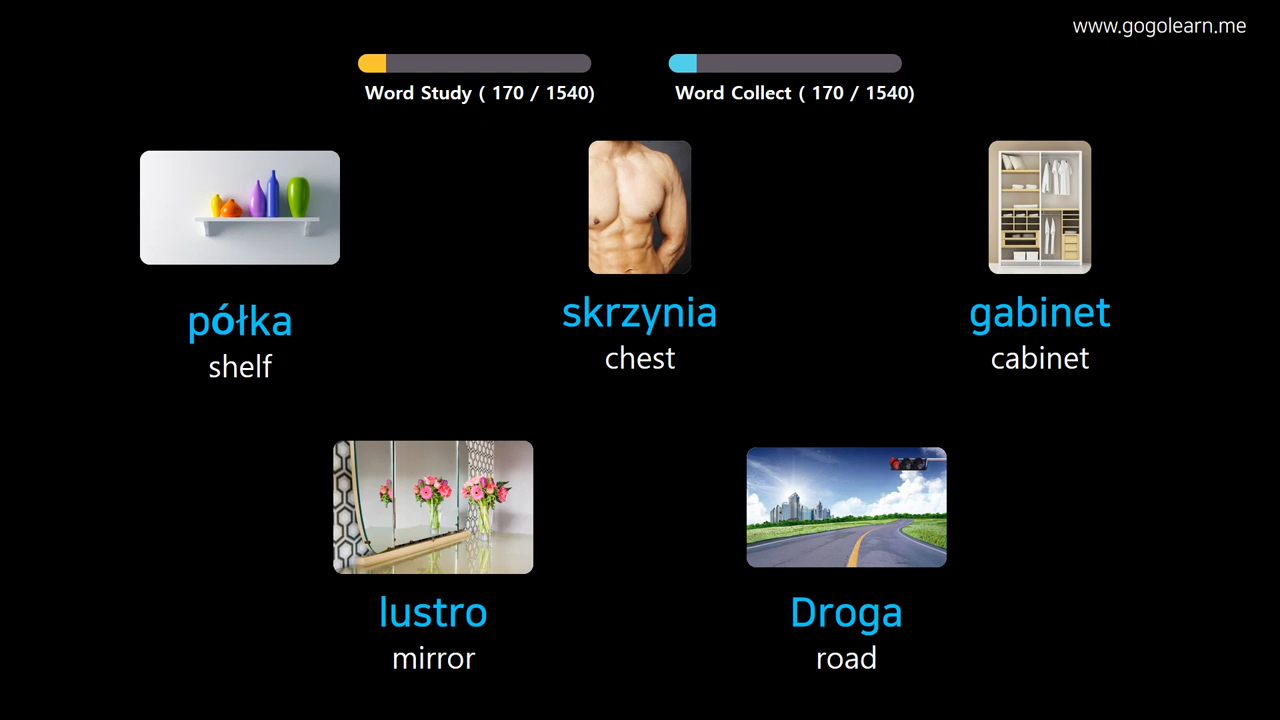 www.gogolearn.me
Word Study ( 170 / 1540)
Word Collect ( 170 / 1540)
półka
shelf
skrzynia
chest
gabinet
cabinet
lustro
mirror
Droga
road